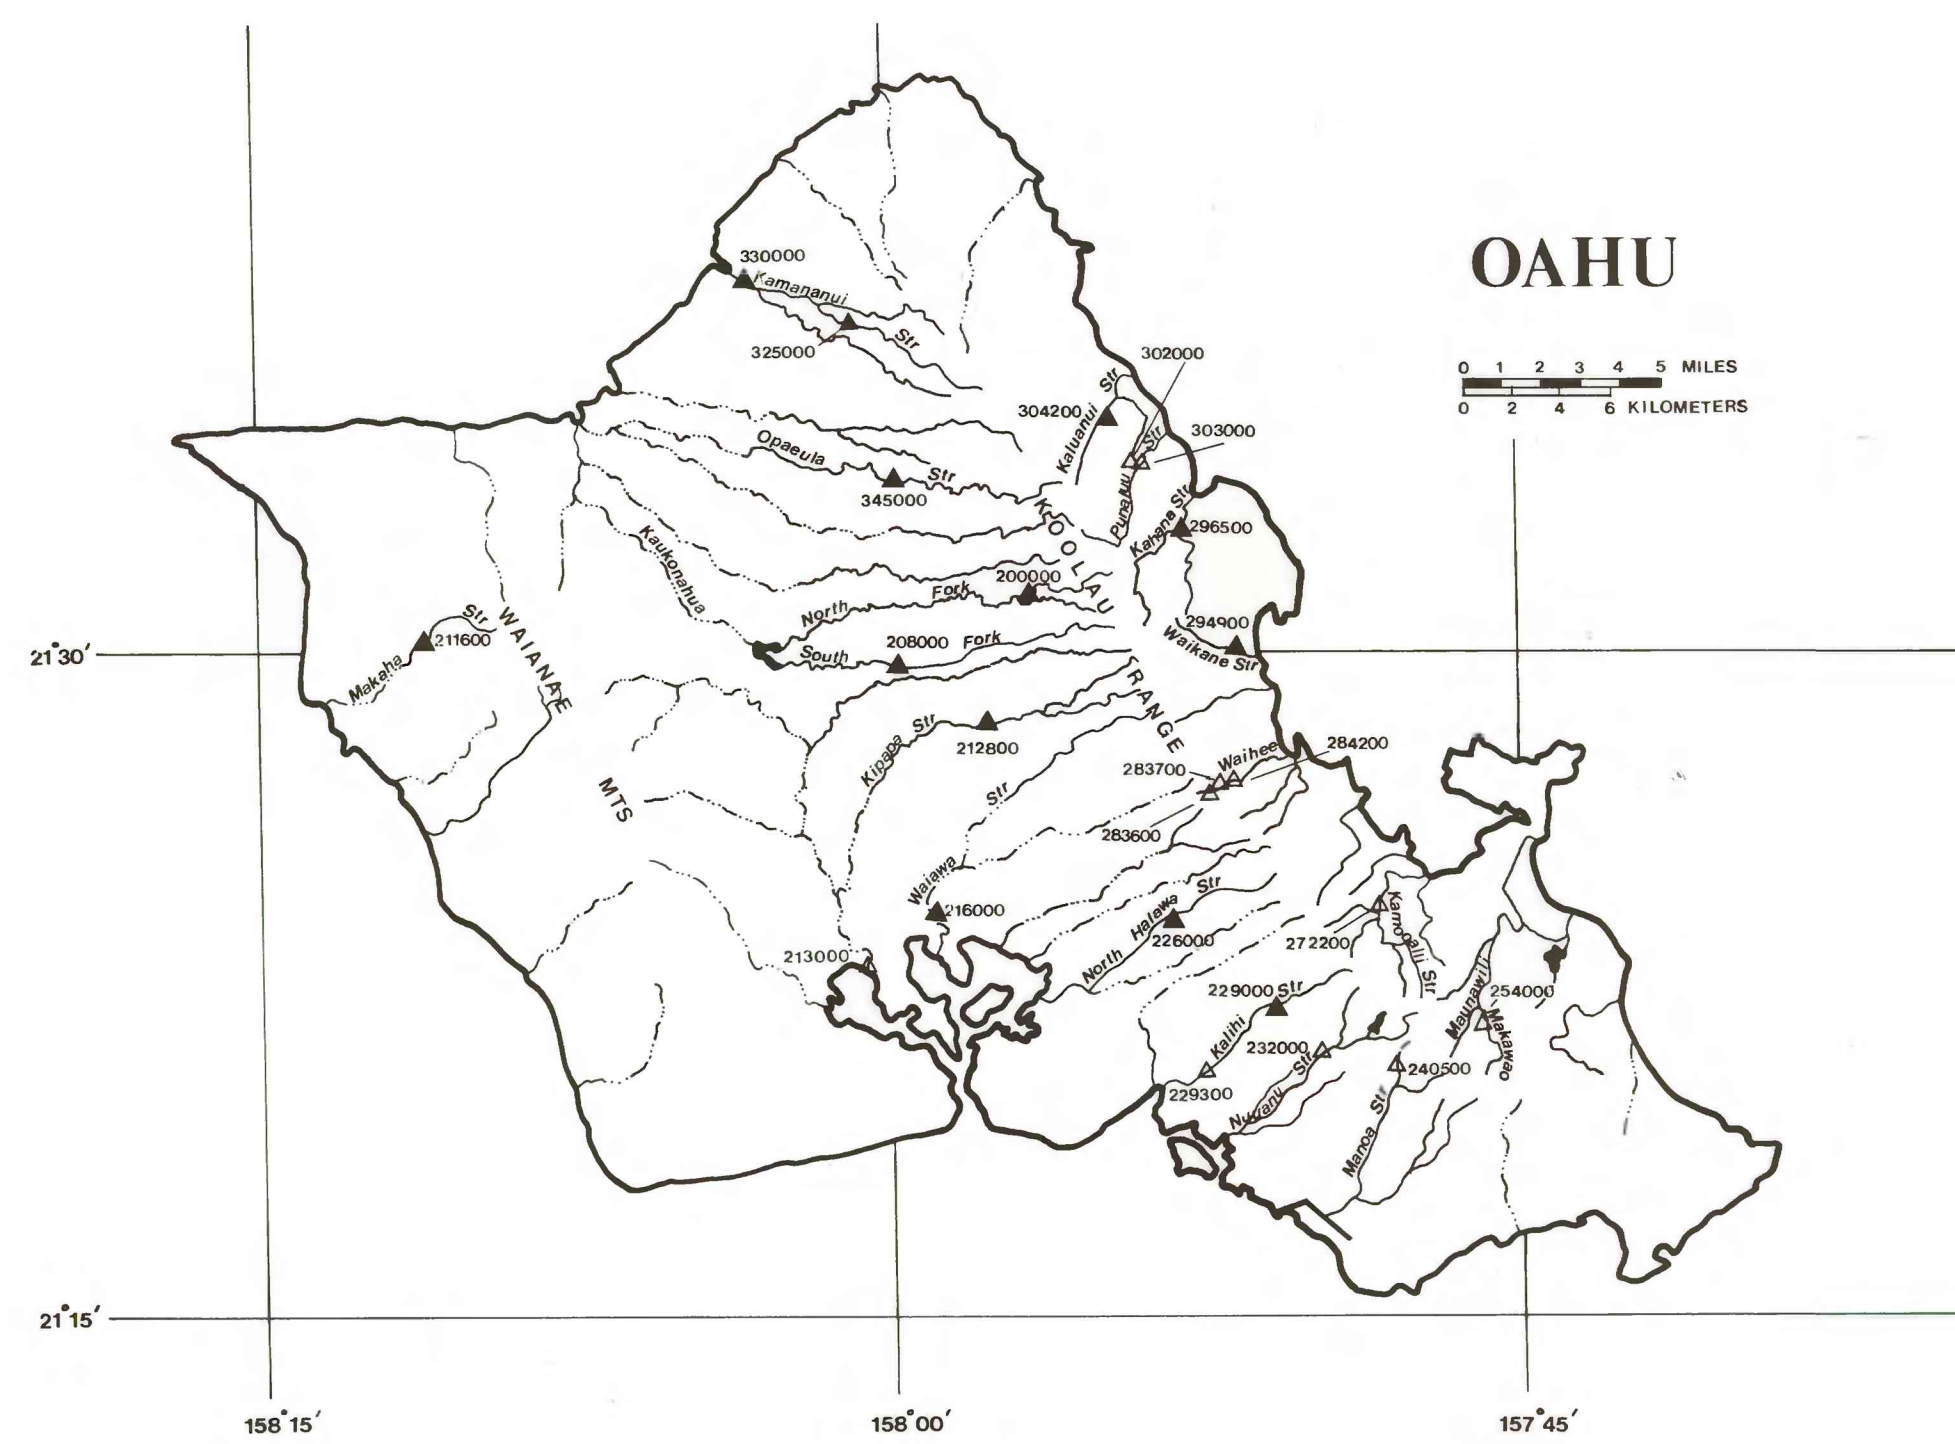 OAHU
0 1 2 3 4 5 MILES
0 2 4 6 KILOMETERS
330000
Kamananui
Str
325000
302000
Str
304200
Kaluanui
Str
303000
Punaluu
Opaeula
Str
345000
KOOLAU
Kahana Str
296500
Kaukonahua
North Fork
200000
208000
South Fork
294900
Waikane Str
Str
211600
Makaha
WAIANAE
21°30'
RANGE
Kipapa Str
212800
Waihee
284200
283700
283600
MTS
Str
Waiawa
216000
Str
North Halawa
226000
213000
Kamooalii Str
272200
Maunawili
254000
Makawao
229000
Str
Kalihi
232000
Str
229300
Nuuanu
240500
Manoa Str
21°15'
158°15'
158°00'
157°45'